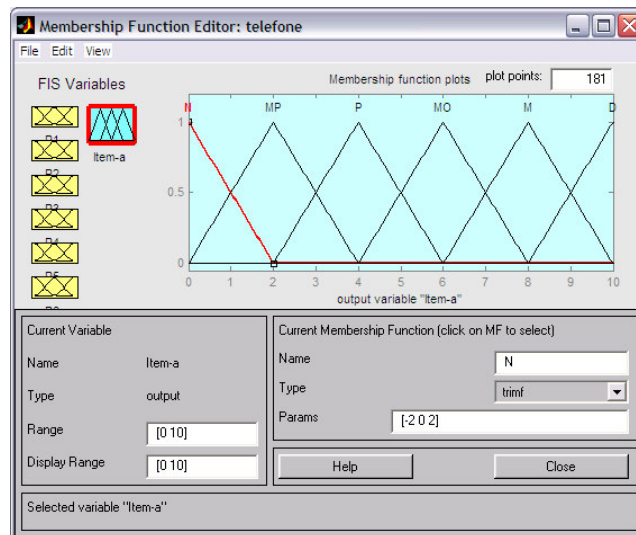 Membership Function Editor: telefone
File Edit View
FIS Variables
Membership function plots
plot points:
181
Item-a
N MP P MO M D
1
0.5
0
0 1 2 3 4 5 6 7 8 9 10
output variable "Item-a"
Current Variable
Name Item-a
Type output
Range [0 10]
Display Range [0 10]
Current Membership Function (click on MF to select)
Name N
Type trimf
Params [-2 0 2]
Help
Close
Selected variable "Item-a"